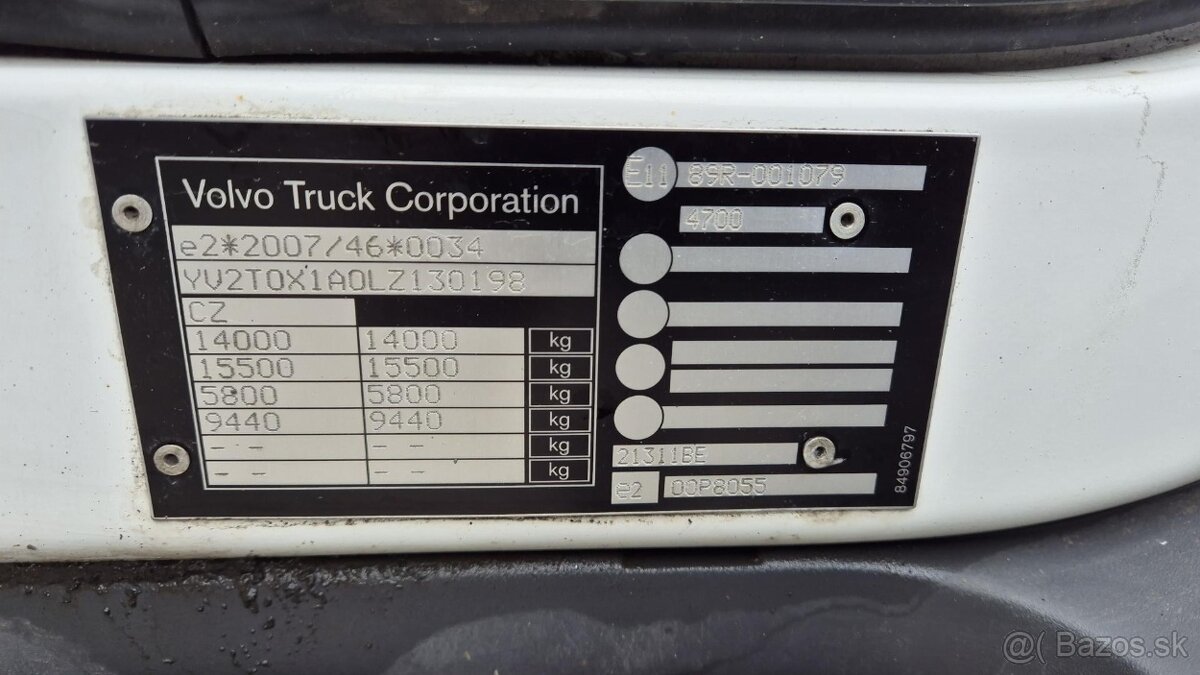 Volvo Truck Corporation
e2*2007/46*0034
YV2T0X1A0LZ130198
CZ
14000 14000 kg
15500 15500 kg
5800 5800 kg
9440 9440 kg
-- -- kg
-- -- kg
E11 89R-001079
4700
21311BE
e2 00P8055
84906797
@( Bazos.sk